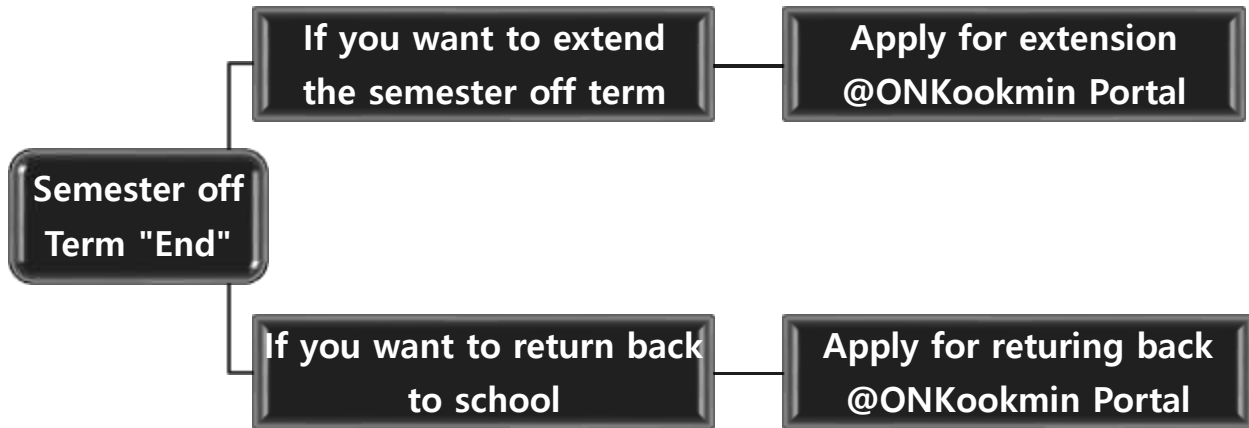 If you want to extend
the semester off term
Apply for extension
@ONKookmin Portal
Semester off
Term "End"
If you want to return back
to school
Apply for returing back
@ONKookmin Portal